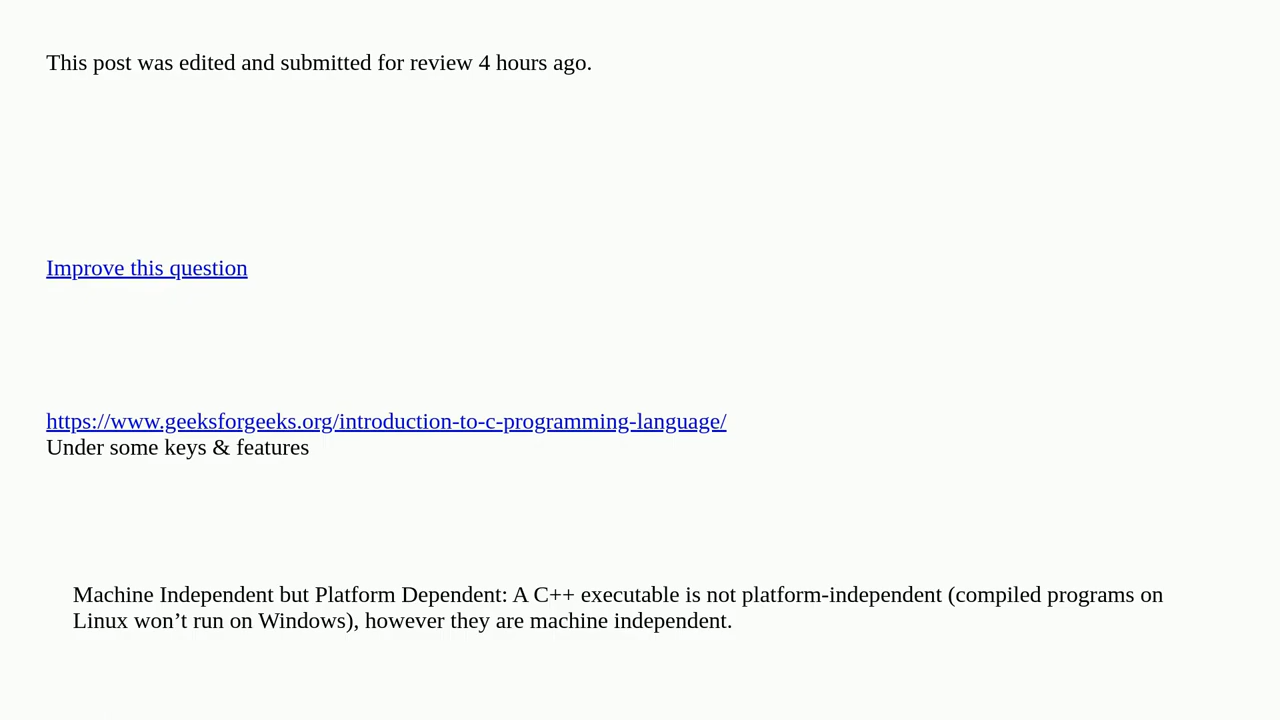 This post was edited and submitted for review 4 hours ago.
Improve this question
https://www.geeksforgeeks.org/introduction-to-c-programming-language/
Under some keys & features
Machine Independent but Platform Dependent: A C++ executable is not platform-independent (compiled programs on
Linux won’t run on Windows), however they are machine independent.